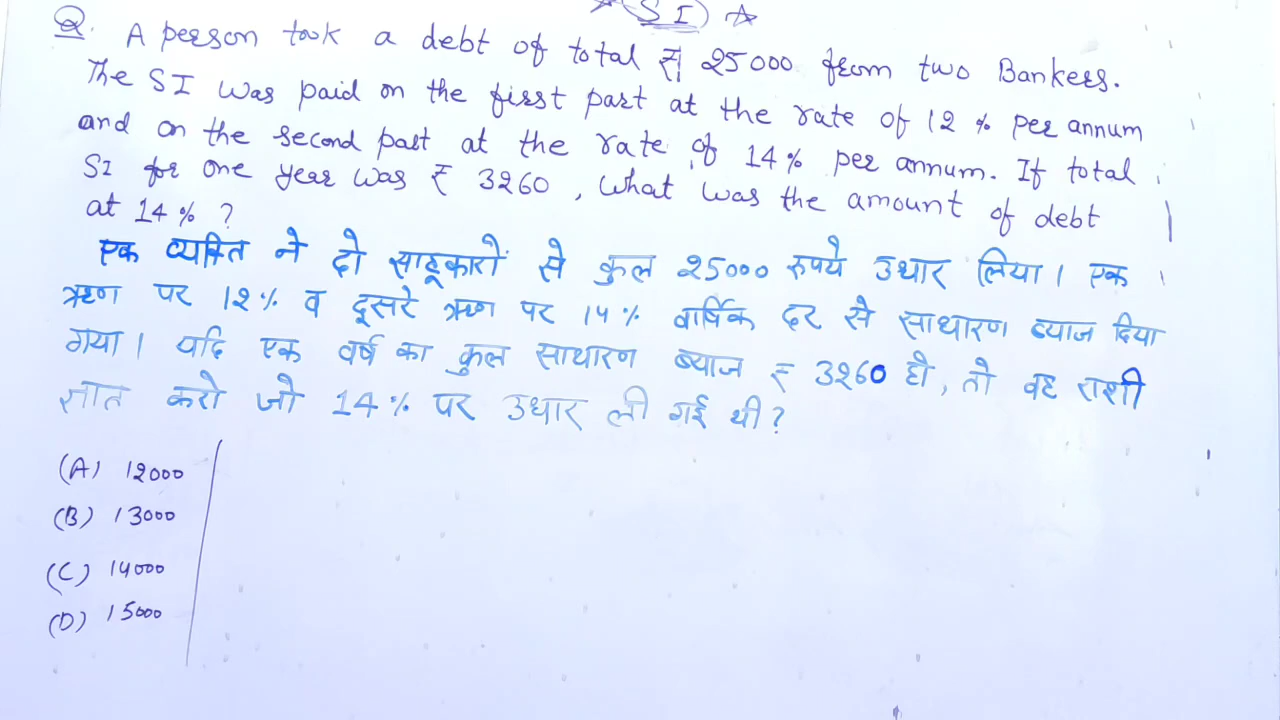 ☆ (SI) ☆
Q. A person took a debt of total ₹ 25000 from two Bankers.
The SI was paid on the first part at the rate of 12 % per annum
and on the second part at the rate of 14% per annum. If total
SI for one year was ₹ 3260, what was the amount of debt
at 14% ?
एक व्यक्ति ने दो साहूकारों से कुल 25000 रुपये उधार लिया। एक
ऋण पर 12% व दूसरे ऋण पर 14% वार्षिक दर से साधारण ब्याज दिया
गया। यदि एक वर्ष का कुल साधारण ब्याज ₹ 3260 हो, तो वह राशी
ज्ञात करो जो 14% पर उधार ली गई थी?
(A) 12000
(B) 13000
(C) 14000
(D) 15000